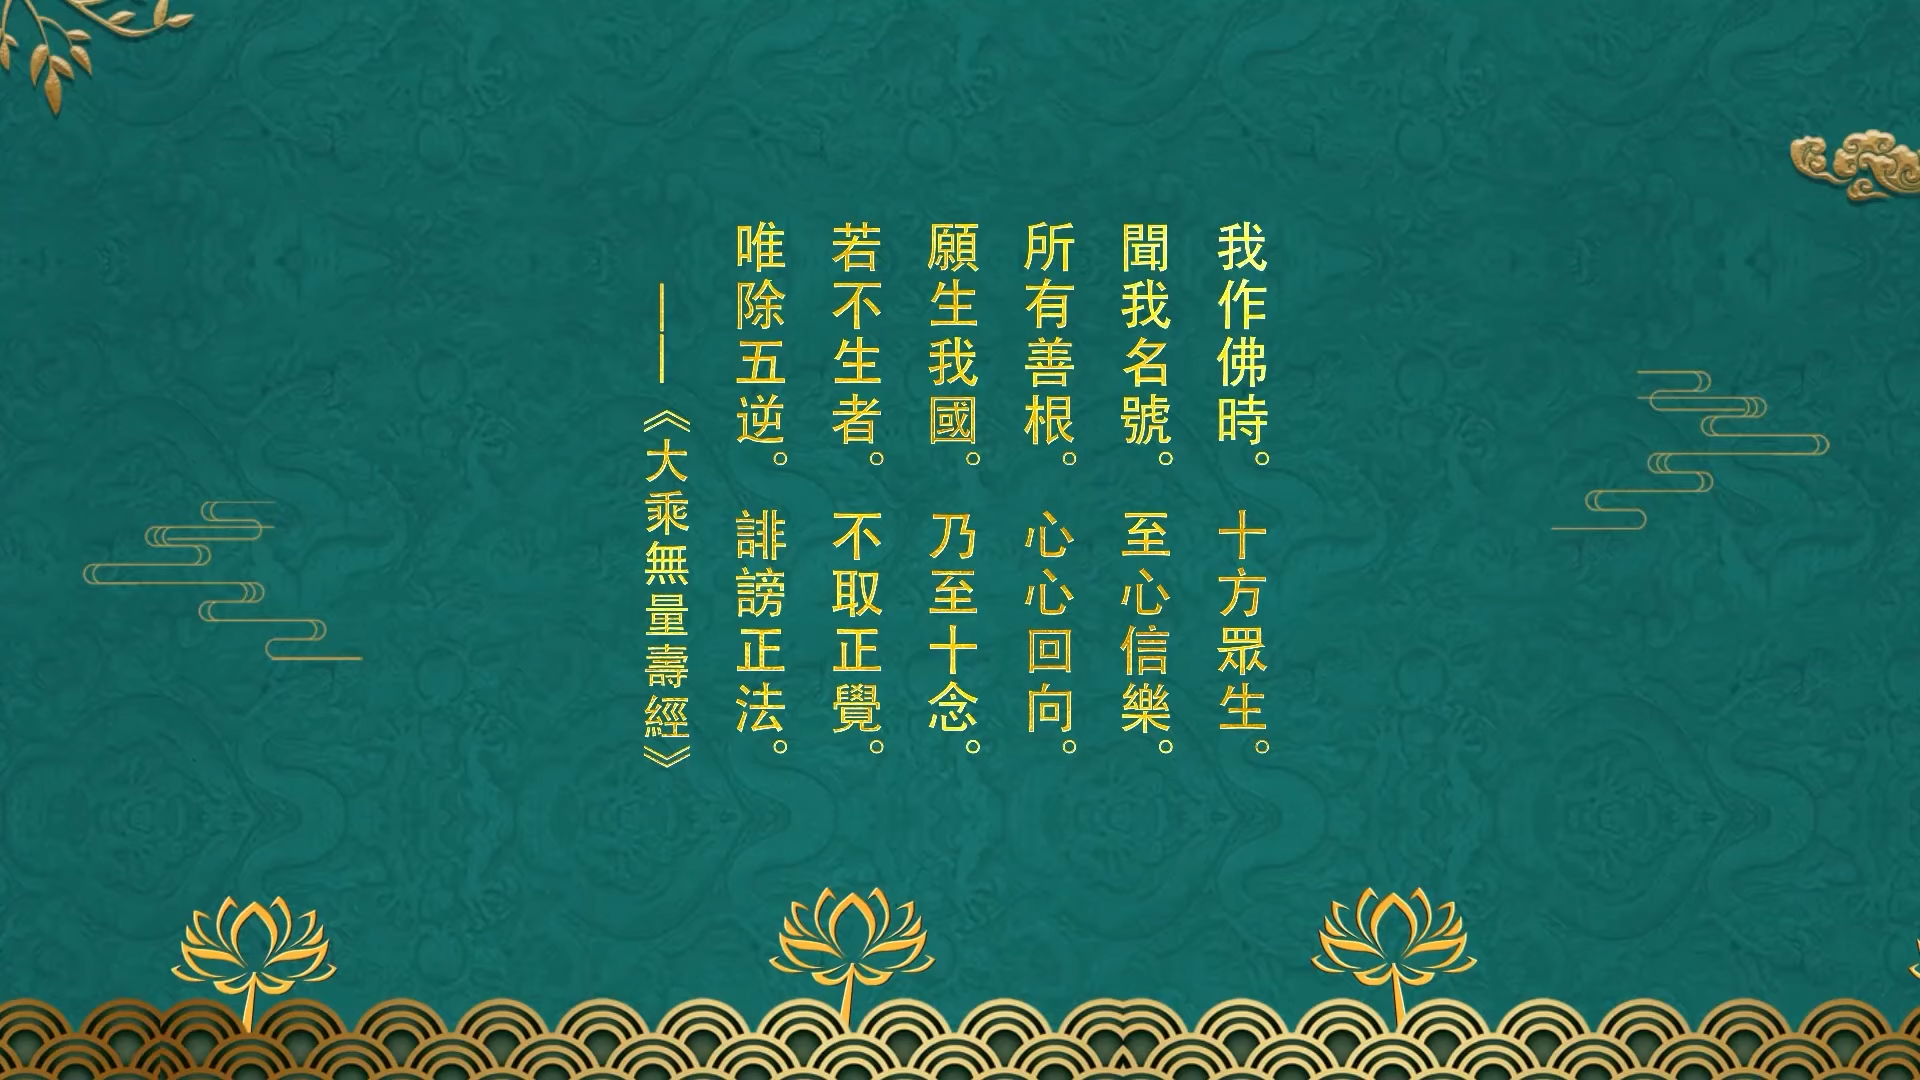 我作佛時。十方眾生。
聞我名號。至心信樂。
所有善根。心心回向。
願生我國。乃至十念。
若不生者。不取正覺。
唯除五逆。誹謗正法。
——《大乘無量壽經》